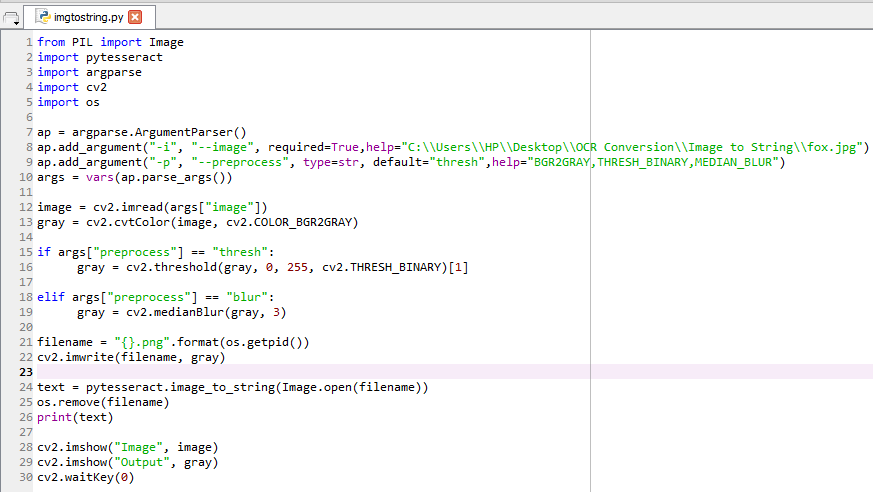 imgtostring.py
1 from PIL import Image
2 import pytesseract
3 import argparse
4 import cv2
5 import os
6
7 ap = argparse.ArgumentParser()
8 ap.add_argument("-i", "--image", required=True,help="C:\\Users\\HP\\Desktop\\OCR Conversion\\Image to String\\fox.jpg")
9 ap.add_argument("-p", "--preprocess", type=str, default="thresh",help="BGR2GRAY,THRESH_BINARY,MEDIAN_BLUR")
10 args = vars(ap.parse_args())
11
12 image = cv2.imread(args["image"])
13 gray = cv2.cvtColor(image, cv2.COLOR_BGR2GRAY)
14
15 if args["preprocess"] == "thresh":
16 gray = cv2.threshold(gray, 0, 255, cv2.THRESH_BINARY)[1]
17
18 elif args["preprocess"] == "blur":
19 gray = cv2.medianBlur(gray, 3)
20
21 filename = "{}.png".format(os.getpid())
22 cv2.imwrite(filename, gray)
23
24 text = pytesseract.image_to_string(Image.open(filename))
25 os.remove(filename)
26 print(text)
27
28 cv2.imshow("Image", image)
29 cv2.imshow("Output", gray)
30 cv2.waitKey(0)